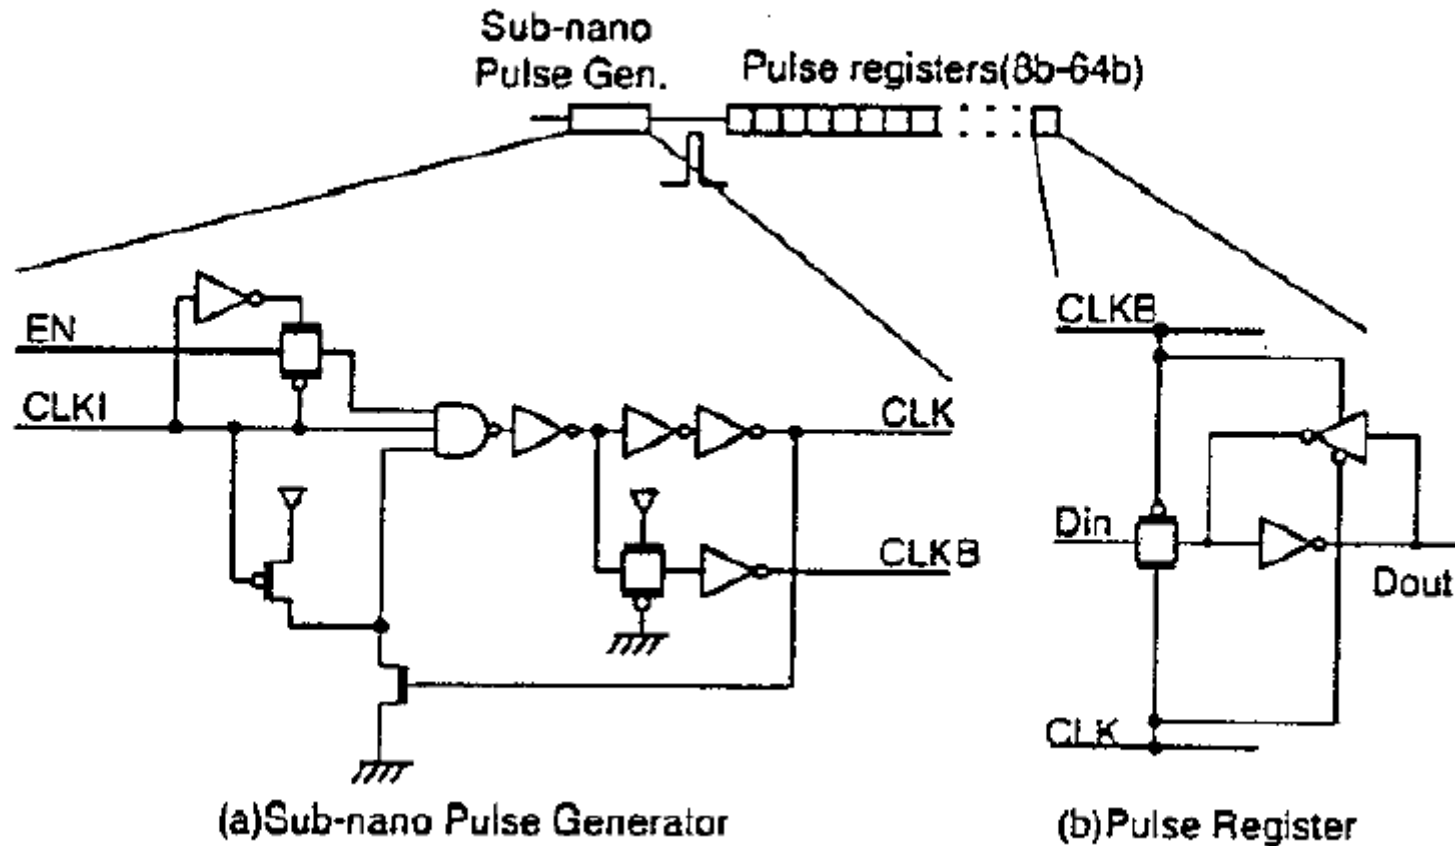 Sub-nano
Pulse Gen.
Pulse registers(8b-64b)
EN
CLKI
CLK
CLKB
CLKB
Din
Dout
CLK
(a)Sub-nano Pulse Generator
(b)Pulse Register